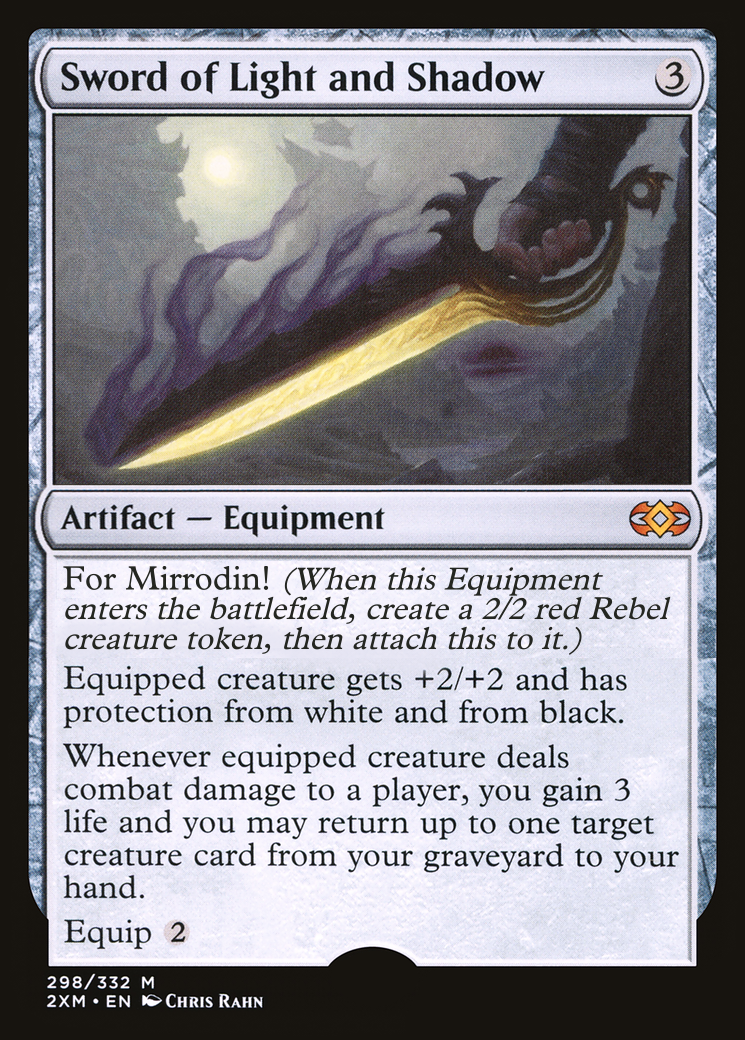 Sword of Light and Shadow 3
Artifact — Equipment
For Mirrodin! (When this Equipment
enters the battlefield, create a 2/2 red Rebel
creature token, then attach this to it.)
Equipped creature gets +2/+2 and has
protection from white and from black.
Whenever equipped creature deals
combat damage to a player, you gain 3
life and you may return up to one target
creature card from your graveyard to your
hand.
Equip 2
298/332 M
2XM • EN Chris Rahn